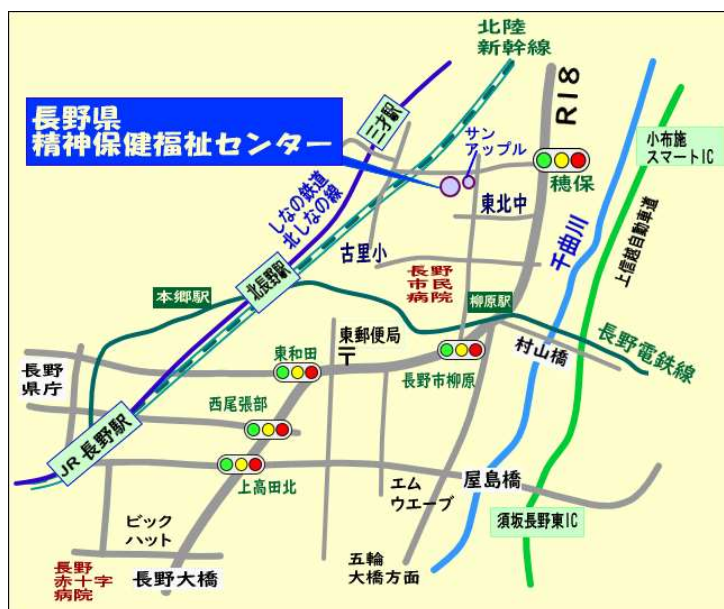 北陸
新幹線
長野県
精神保健福祉センター
三才駅
サン
アップル
R18
穂保
小布施
スマートIC
しなの鉄道
北しなの線
東北中
古里小
千曲川
上信越自動車道
北長野駅
長野
市民
病院
本郷駅
柳原駅
東郵便局
〒
東和田
長野市柳原
村山橋
長野電鉄線
長野
県庁
西尾張部
JR 長野駅
上高田北
エム
ウエーブ
屋島橋
ビック
ハット
須坂長野東IC
長野
赤十字
病院
長野大橋
五輪
大橋方面